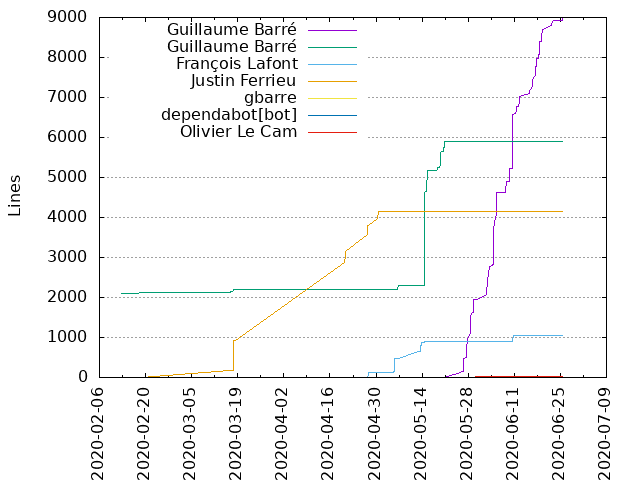 9000
8000
7000
6000
5000
4000
3000
2000
1000
0
Lines
Guillaume Barré
Guillaume Barré
François Lafont
Justin Ferrieu
gbarre
dependabot[bot]
Olivier Le Cam
2020-02-06
2020-02-20
2020-03-05
2020-03-19
2020-04-02
2020-04-16
2020-04-30
2020-05-14
2020-05-28
2020-06-11
2020-06-25
2020-07-09